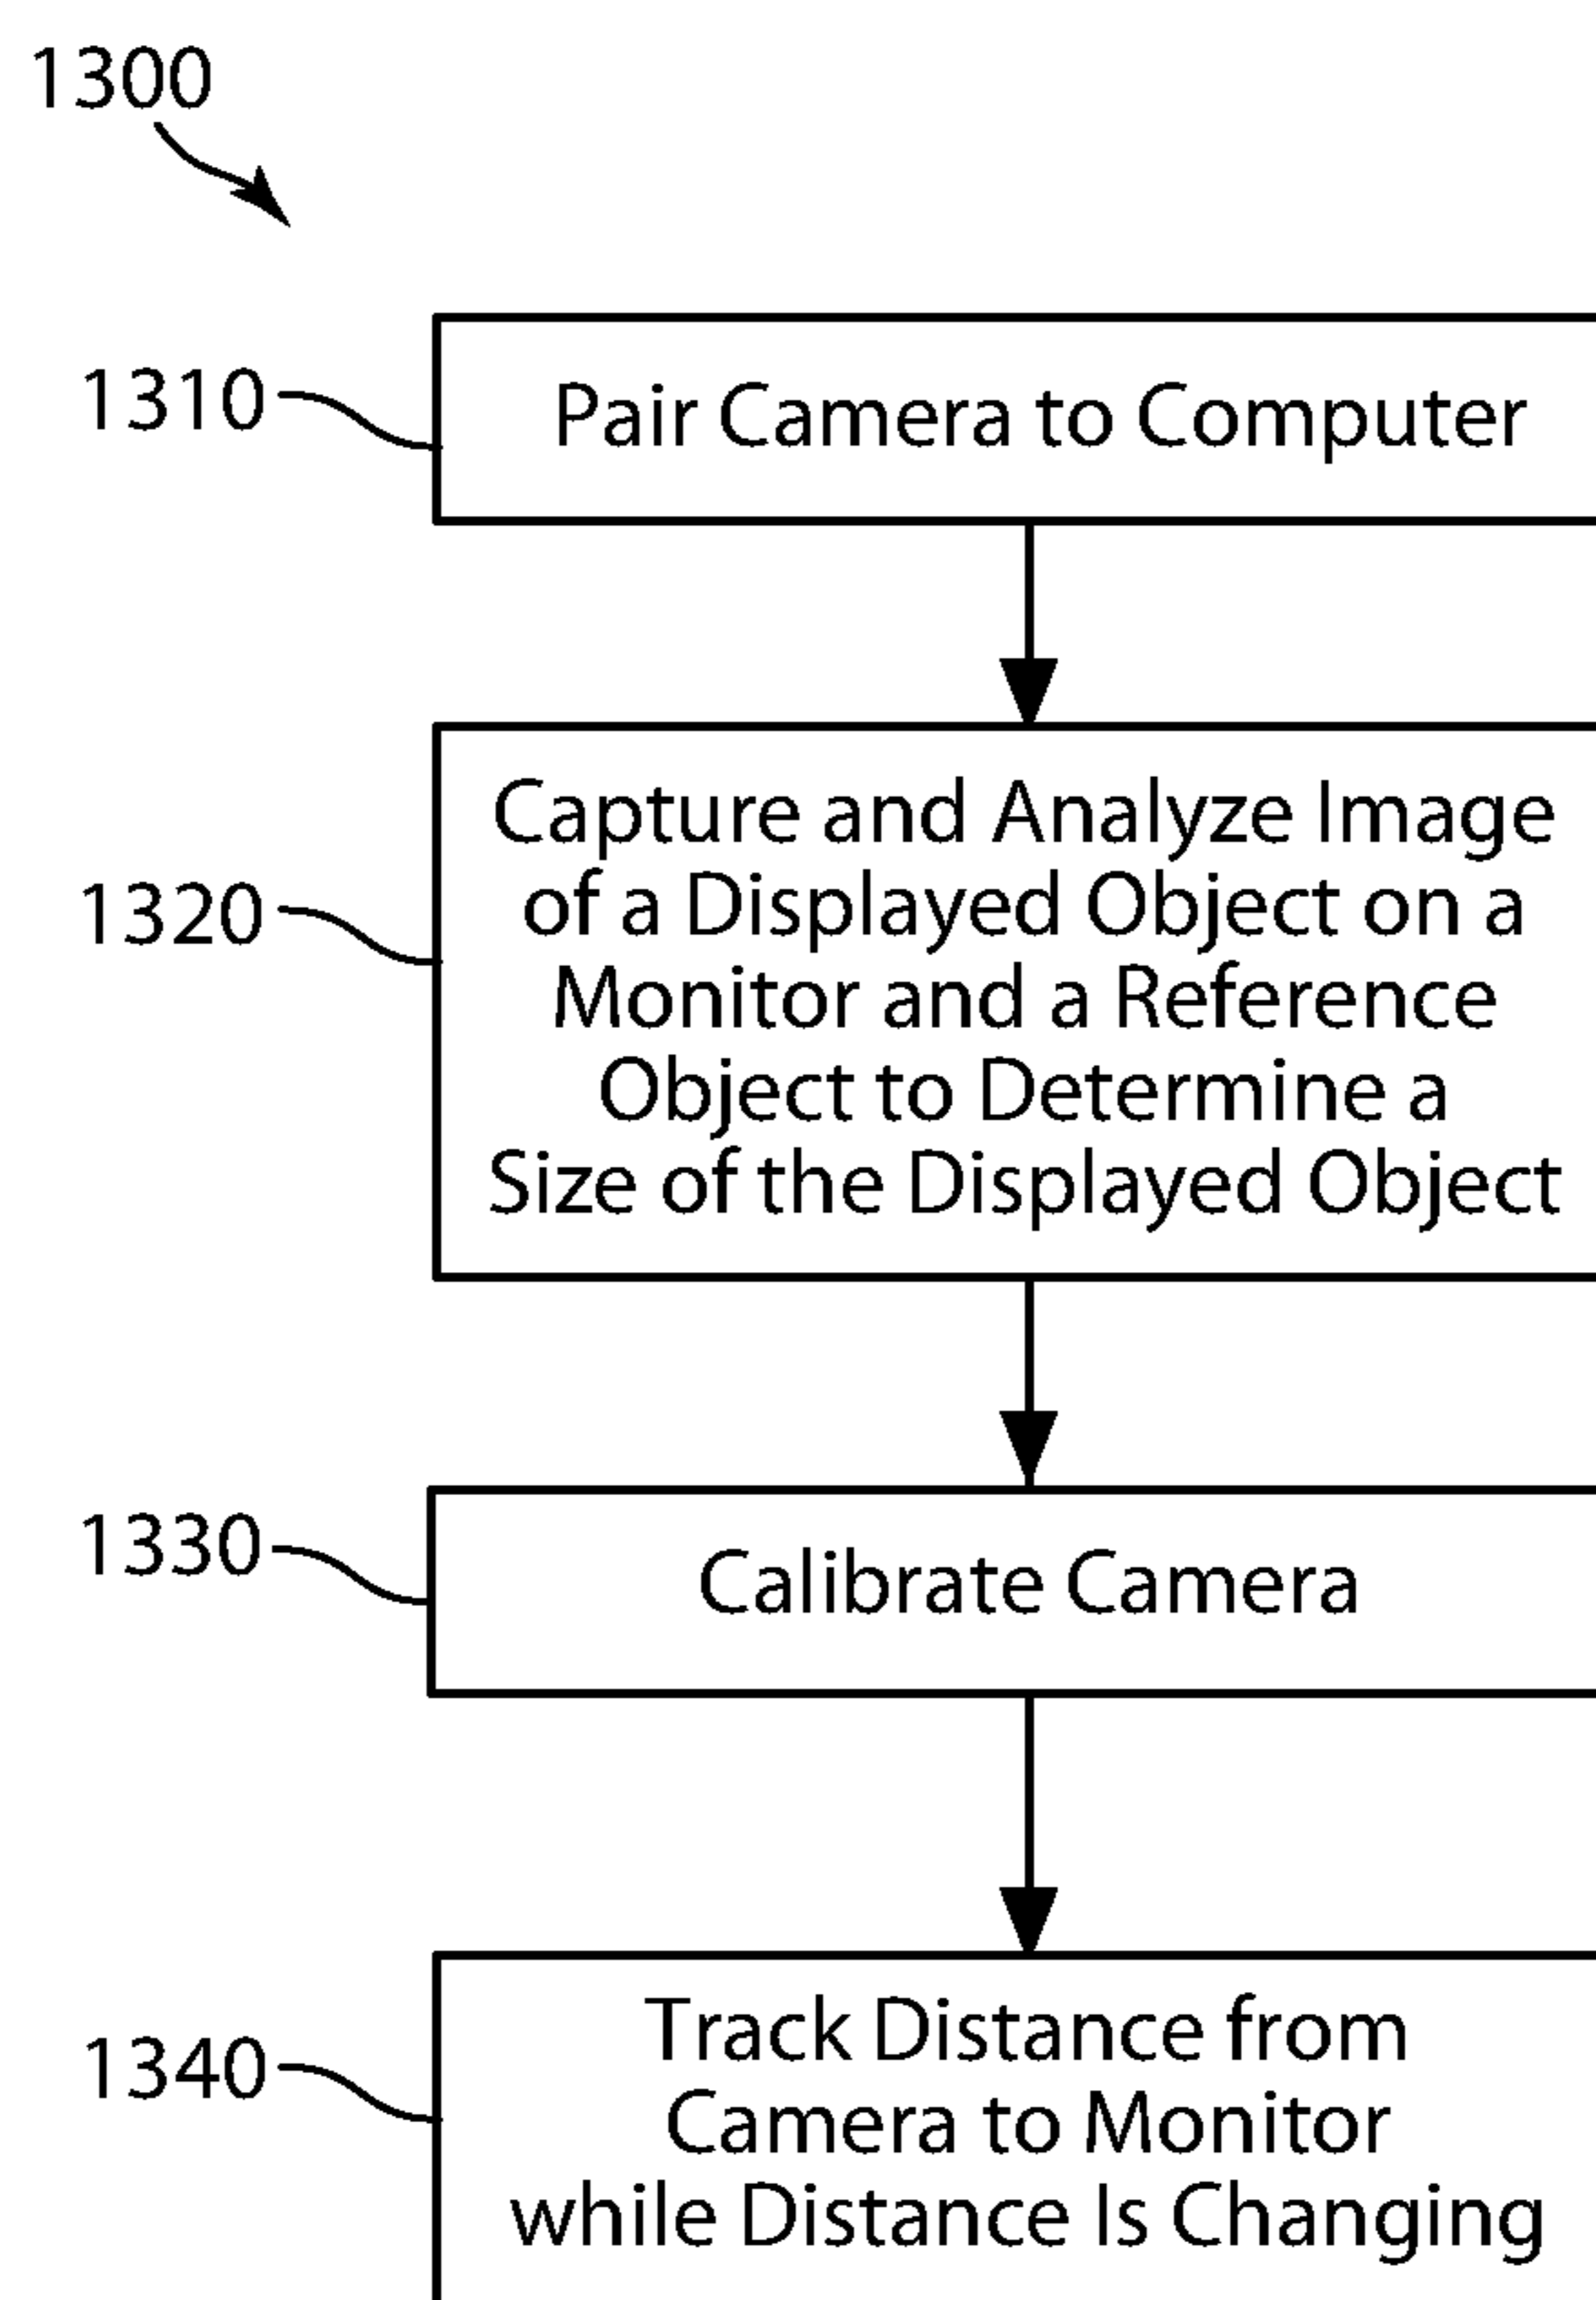 1300
1310
Pair Camera to Computer
1320
Capture and Analyze Image
of a Displayed Object on a
Monitor and a Reference
Object to Determine a
Size of the Displayed Object
1330
Calibrate Camera
1340
Track Distance from
Camera to Monitor
while Distance Is Changing